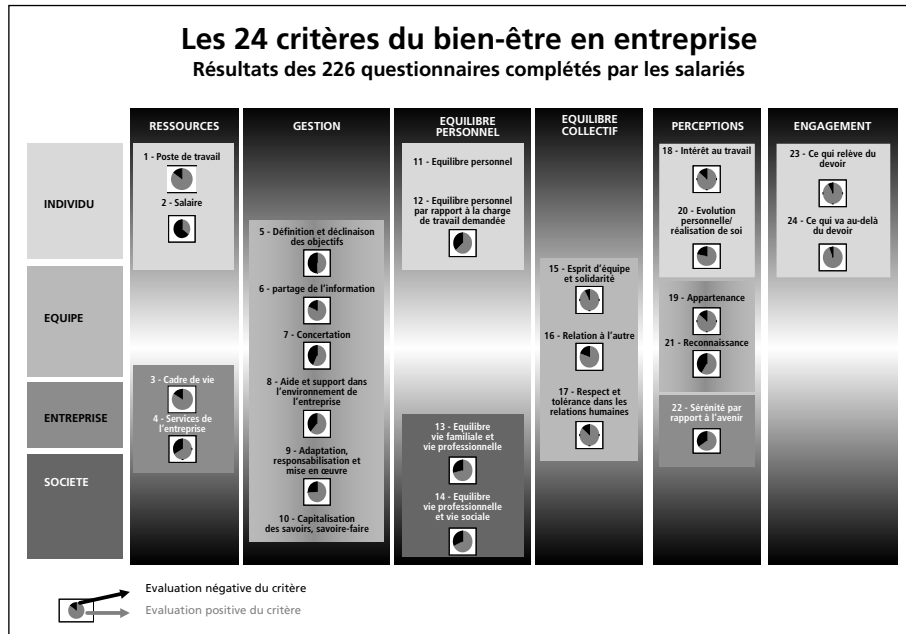 Les 24 critères du bien-être en entreprise
Résultats des 226 questionnaires complétés par les salariés
RESSOURCES
GESTION
EQUILIBRE
PERSONNEL
EQUILIBRE
COLLECTIF
PERCEPTIONS
ENGAGEMENT
INDIVIDU
EQUIPE
ENTREPRISE
SOCIETE
1 - Poste de travail
2 - Salaire
3 - Cadre de vie
4 - Services de
l'entreprise
5 - Définition et déclinaison
des objectifs
6 - partage de l'information
7 - Concertation
8 - Aide et support dans
l'environnement de
l'entreprise
9 - Adaptation,
responsabilisation et
mise en œuvre
10 - Capitalisation
des savoirs, savoire-faire
11 - Equilibre personnel
12 - Equilibre personnel
par rapport à la charge
de travail demandée
13 - Equilibre
vie familiale et
vie professionnelle
14 - Equilibre
vie professionnelle
et vie sociale
15 - Esprit d'équipe
et solidarité
16 - Relation à l'autre
17 - Respect et
tolérance dans les
relations humaines
18 - Intérêt au travail
20 - Evolution
personnelle/
réalisation de soi
19 - Appartenance
21 - Reconnaissance
22 - Sérénité par
rapport à l'avenir
23 - Ce qui relève du
devoir
24 - Ce qui va au-delà
du devoir
Evaluation négative du critère
Evaluation positive du critère